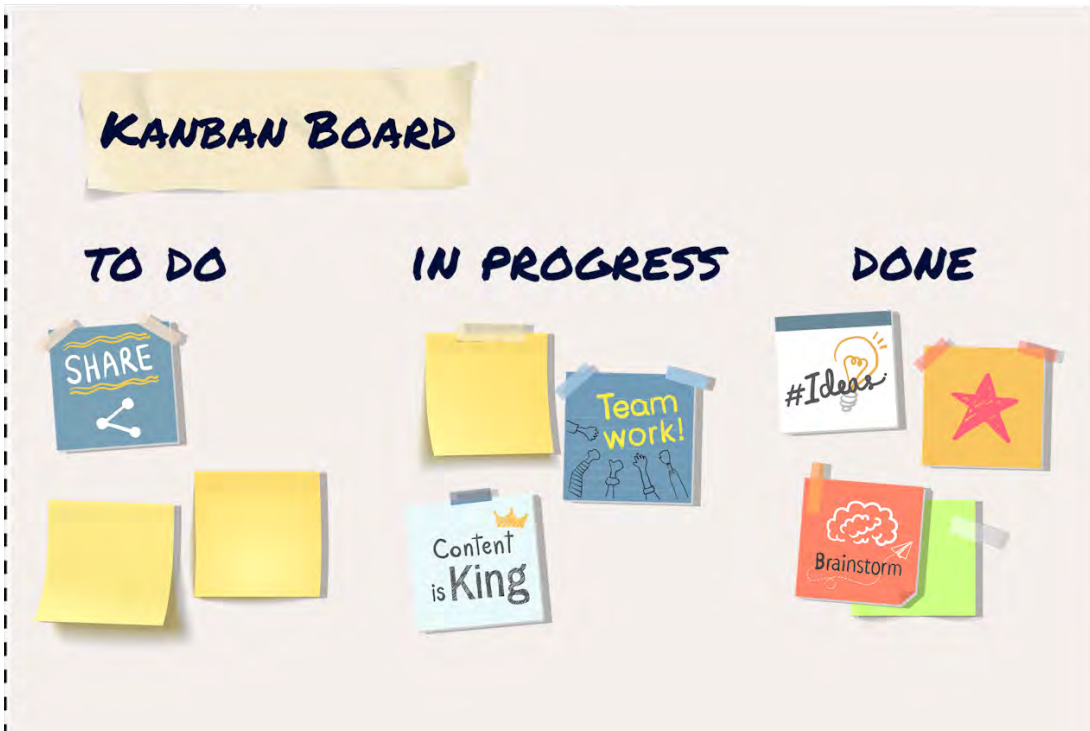 KANBAN BOARD
TO DO
IN PROGRESS
DONE
SHARE
Team
work!
Content
is King
#Ideas
Brainstorm